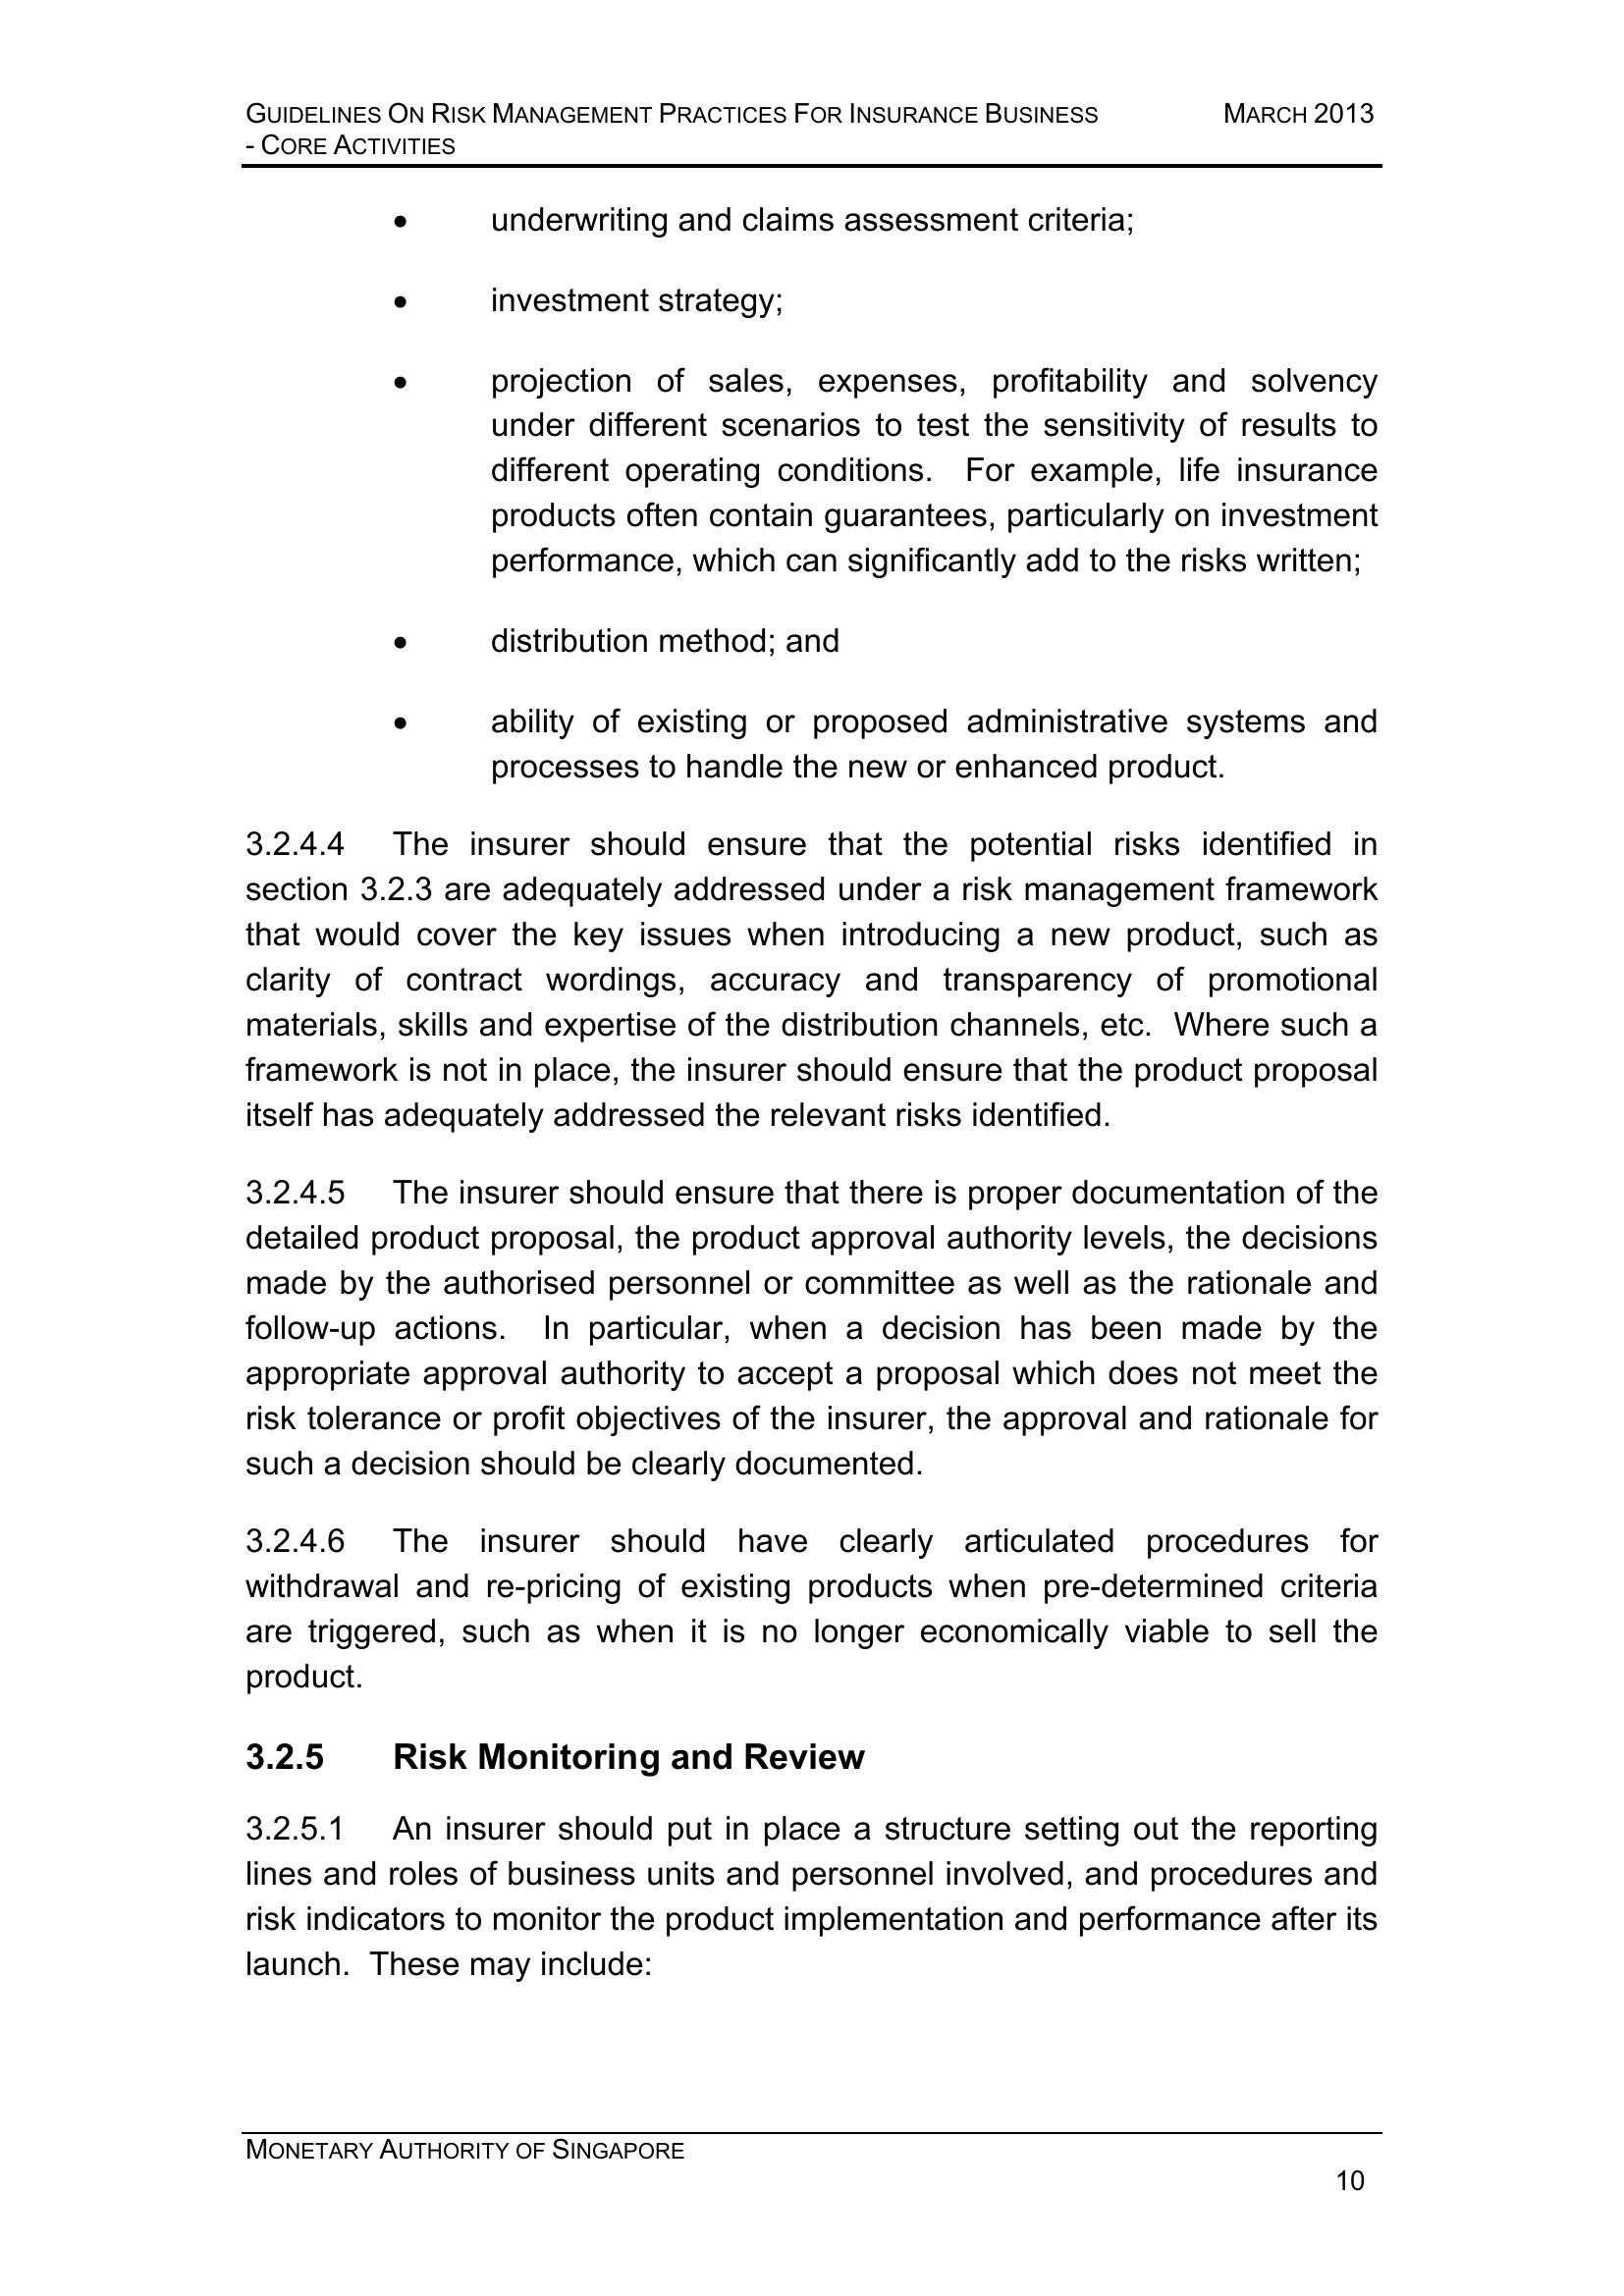 GUIDELINES ON RISK MANAGEMENT PRACTICES FOR INSURANCE BUSINESS MARCH 2013
- CORE ACTIVITIES
• underwriting and claims assessment criteria;
• investment strategy;
• projection of sales, expenses, profitability and solvency
under different scenarios to test the sensitivity of results to
different operating conditions. For example, life insurance
products often contain guarantees, particularly on investment
performance, which can significantly add to the risks written;
• distribution method; and
• ability of existing or proposed administrative systems and
processes to handle the new or enhanced product.
3.2.4.4 The insurer should ensure that the potential risks identified in
section 3.2.3 are adequately addressed under a risk management framework
that would cover the key issues when introducing a new product, such as
clarity of contract wordings, accuracy and transparency of promotional
materials, skills and expertise of the distribution channels, etc. Where such a
framework is not in place, the insurer should ensure that the product proposal
itself has adequately addressed the relevant risks identified.
3.2.4.5 The insurer should ensure that there is proper documentation of the
detailed product proposal, the product approval authority levels, the decisions
made by the authorised personnel or committee as well as the rationale and
follow-up actions. In particular, when a decision has been made by the
appropriate approval authority to accept a proposal which does not meet the
risk tolerance or profit objectives of the insurer, the approval and rationale for
such a decision should be clearly documented.
3.2.4.6 The insurer should have clearly articulated procedures for
withdrawal and re-pricing of existing products when pre-determined criteria
are triggered, such as when it is no longer economically viable to sell the
product.
3.2.5 Risk Monitoring and Review
3.2.5.1 An insurer should put in place a structure setting out the reporting
lines and roles of business units and personnel involved, and procedures and
risk indicators to monitor the product implementation and performance after its
launch. These may include:
MONETARY AUTHORITY OF SINGAPORE
10